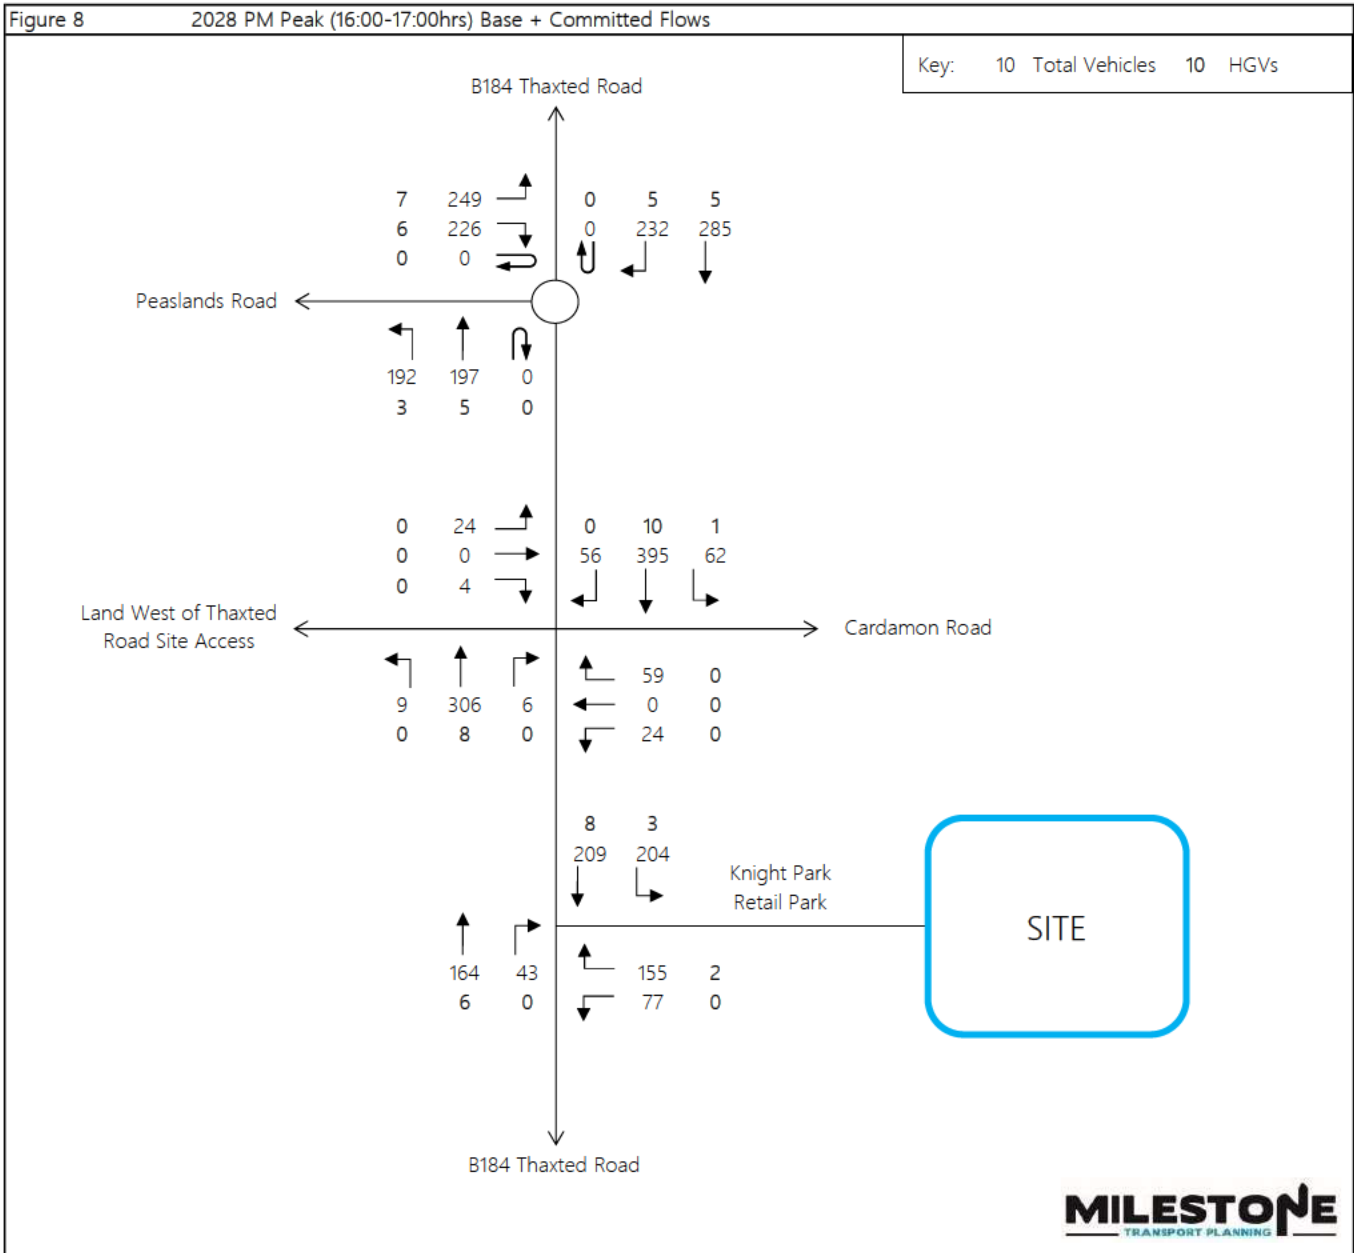 Figure 8 2028 PM Peak (16:00-17:00hrs) Base + Committed Flows
Key: 10 Total Vehicles 10 HGVs
B184 Thaxted Road
7 249 0 5 5
6 226 0 232 285
0 0
Peaslands Road
192 197 0
3 5 0
0 24 0 10 1
0 0 56 395 62
0 4
Land West of Thaxted
Road Site Access
Cardamon Road
59 0
9 306 6 0 0
0 8 0 24 0
8 3
209 204
Knight Park
Retail Park
SITE
164 43 155 2
6 0 77 0
B184 Thaxted Road
MILESTONE
TRANSPORT PLANNING